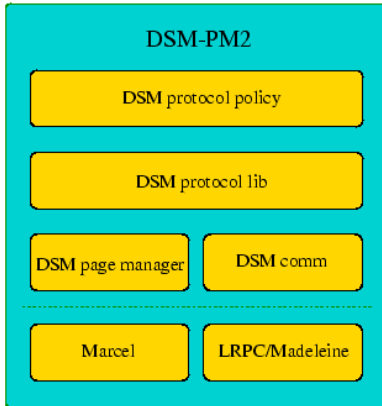 DSM-PM2
DSM protocol policy
DSM protocol lib
DSM page manager
DSM comm
Marcel
LRPC/Madeleine